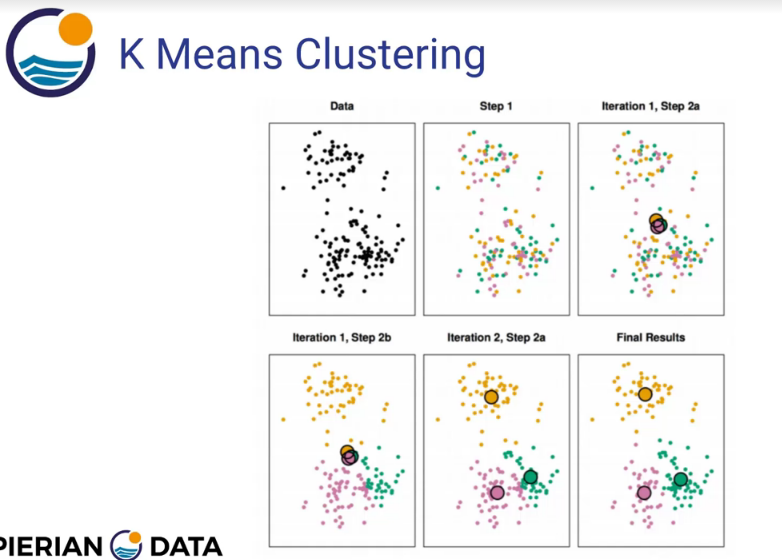 K Means Clustering
Data
Step 1
Iteration 1, Step 2a
Iteration 1, Step 2b
Iteration 2, Step 2a
Final Results
PIERIAN DATA